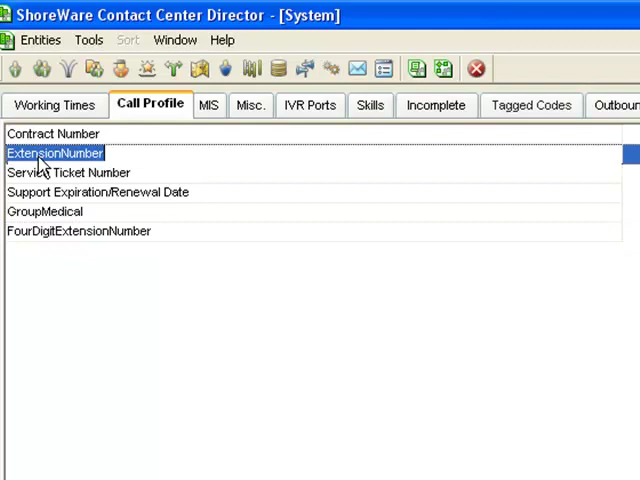 ShoreWare Contact Center Director - [System]
Entities Tools Sort Window Help
Working Times Call Profile MIS Misc. IVR Ports Skills Incomplete Tagged Codes Outboun
Contract Number
ExtensionNumber
Service Ticket Number
Support Expiration/Renewal Date
GroupMedical
FourDigitExtensionNumber